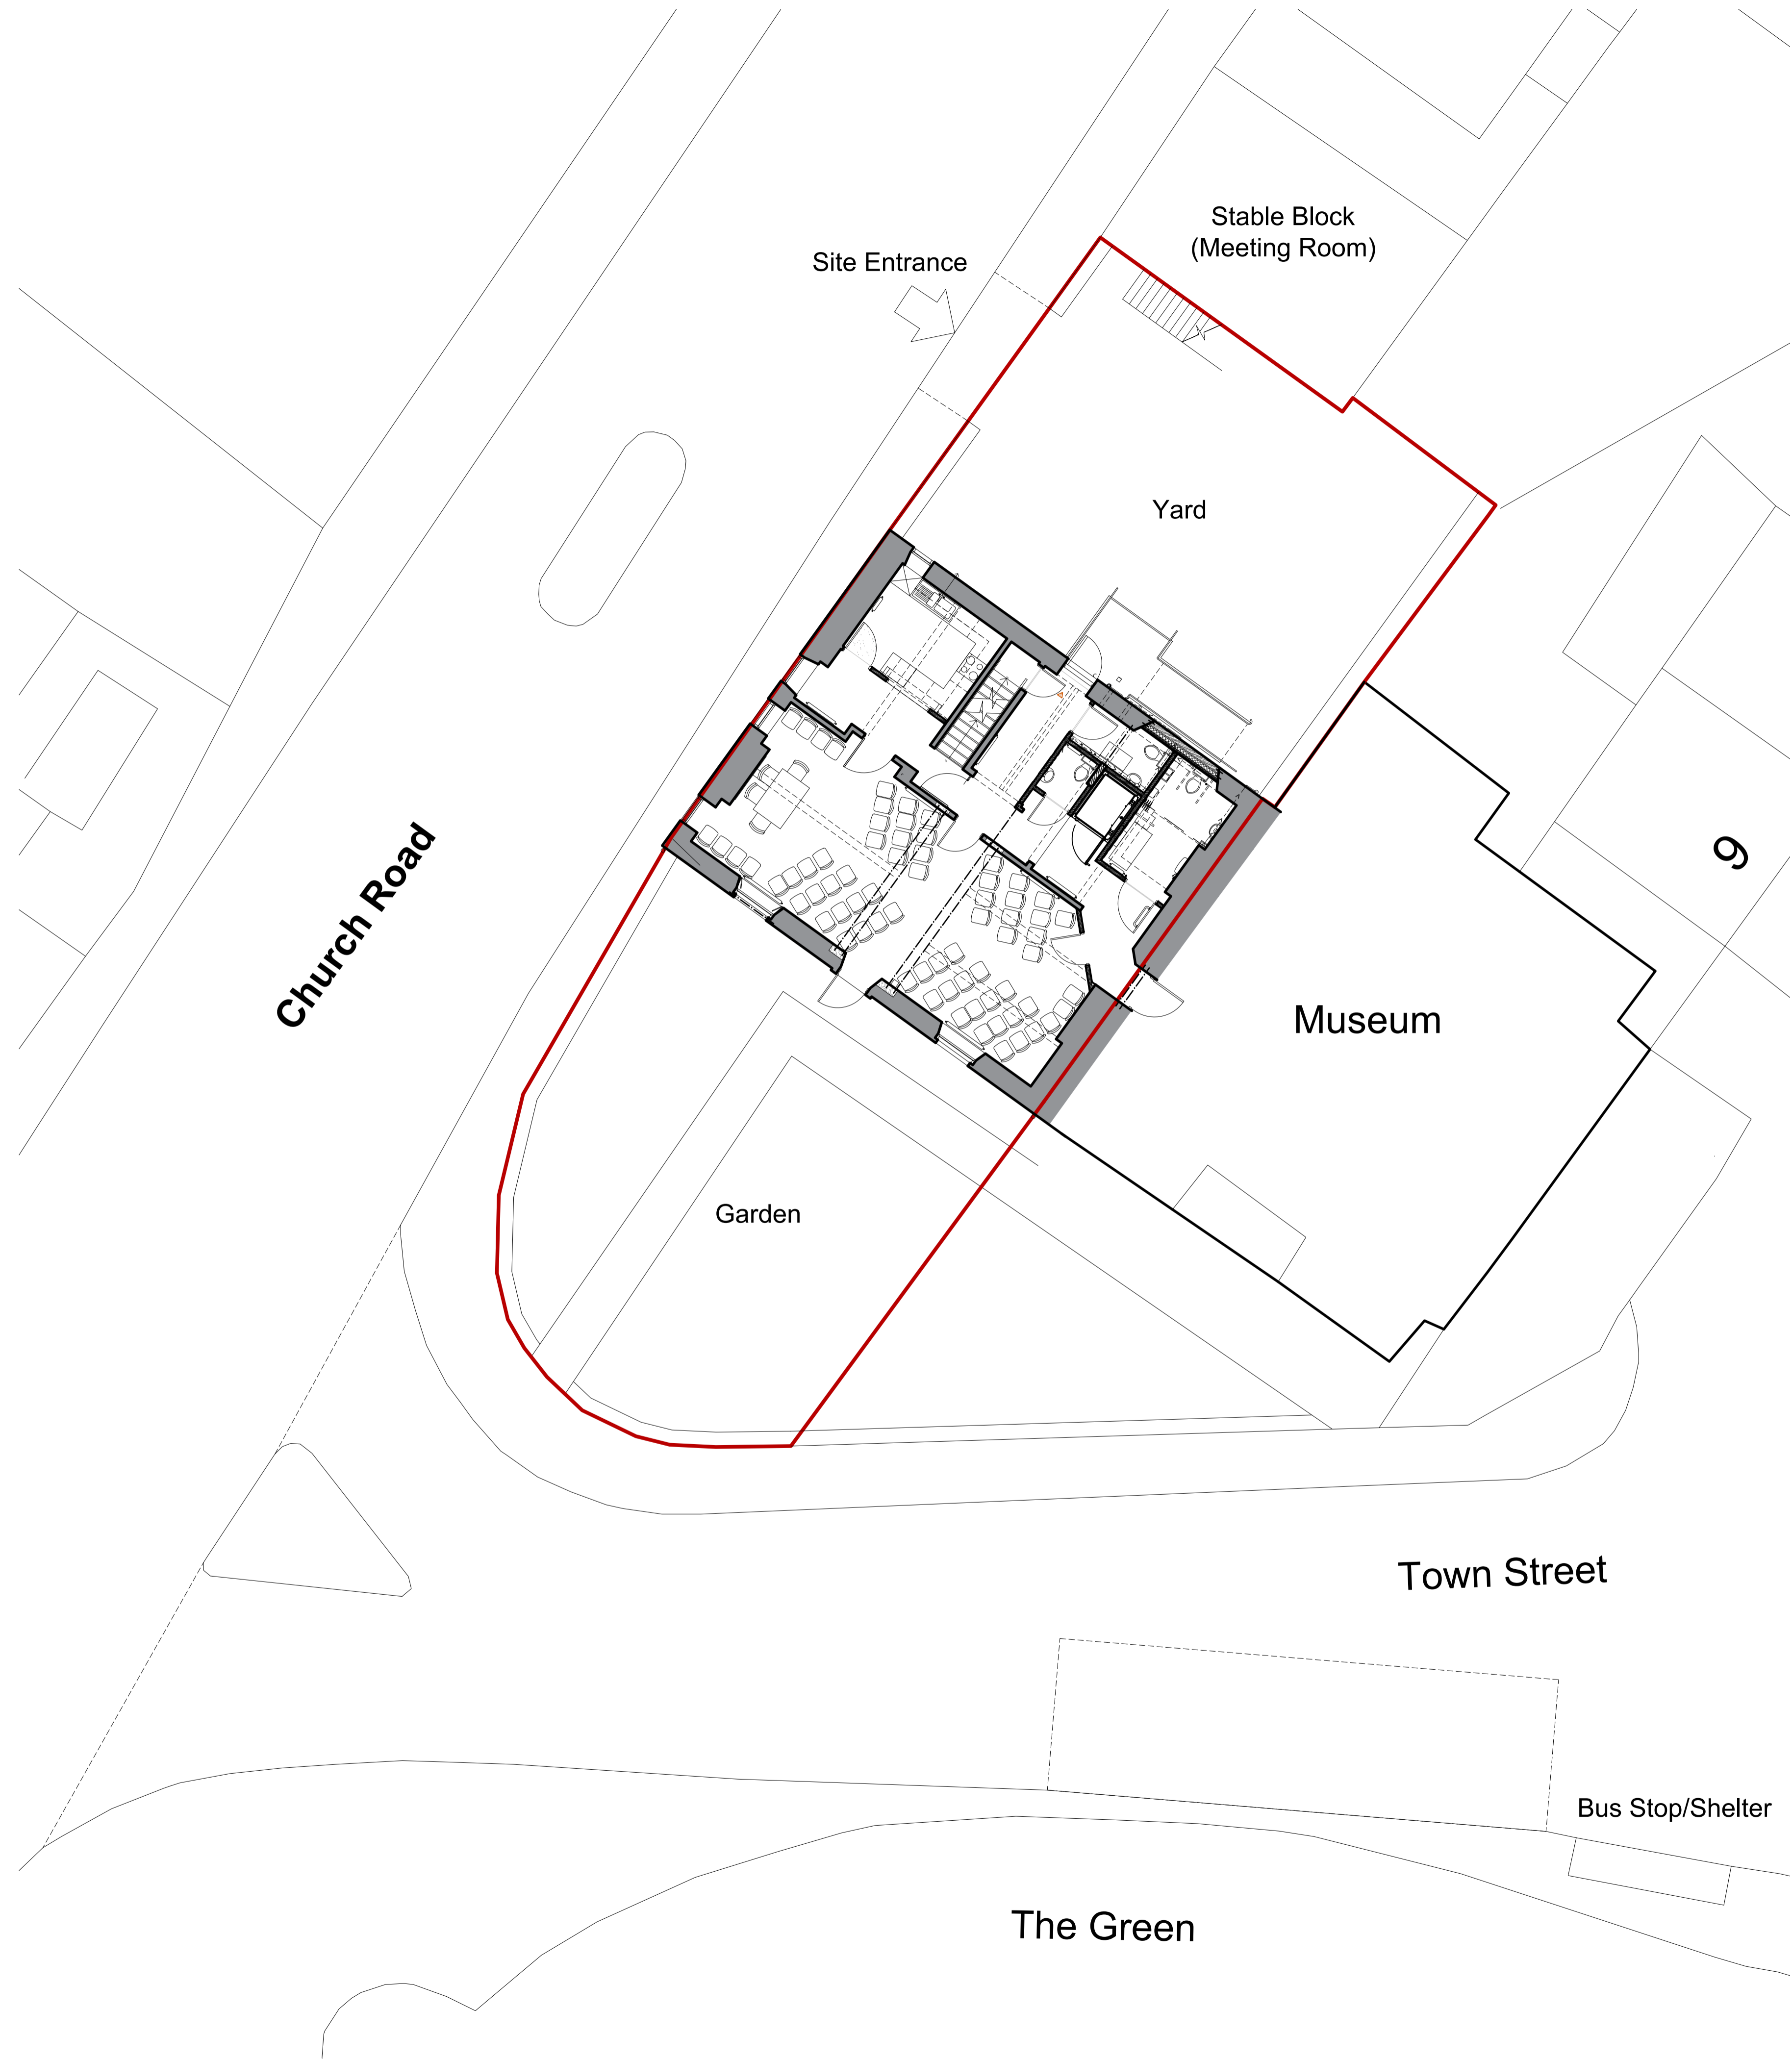 Stable Block
(Meeting Room)
Site Entrance
Yard
Church Road
9
Museum
Garden
Town Street
Bus Stop/Shelter
The Green